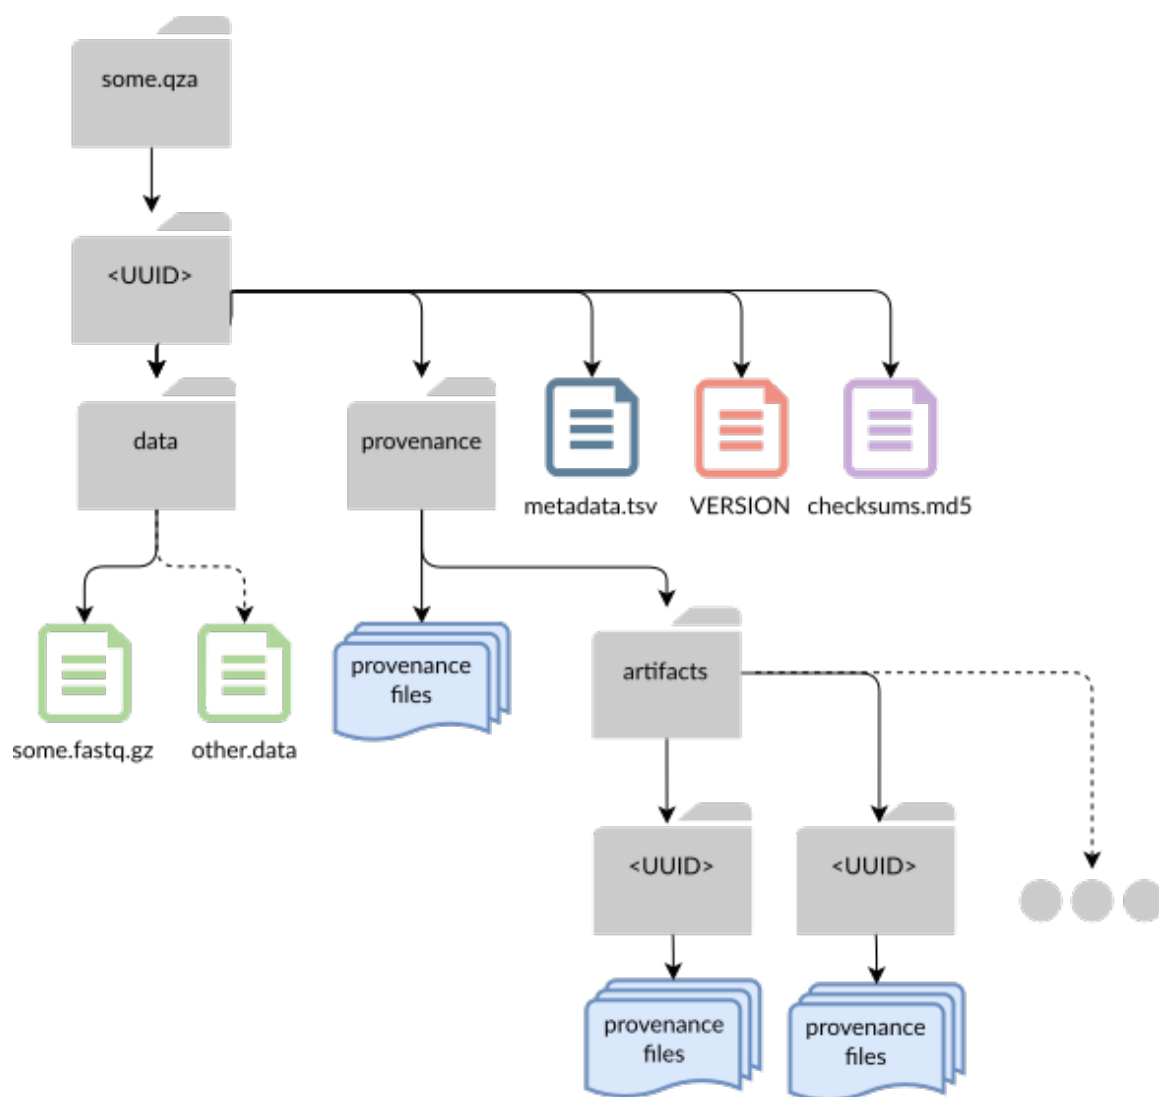 some.qza
<UUID>
data
provenance
metadata.tsv
VERSION
checksums.md5
some.fastq.gz
other.data
provenance
files
artifacts
<UUID>
<UUID>
provenance
files
provenance
files